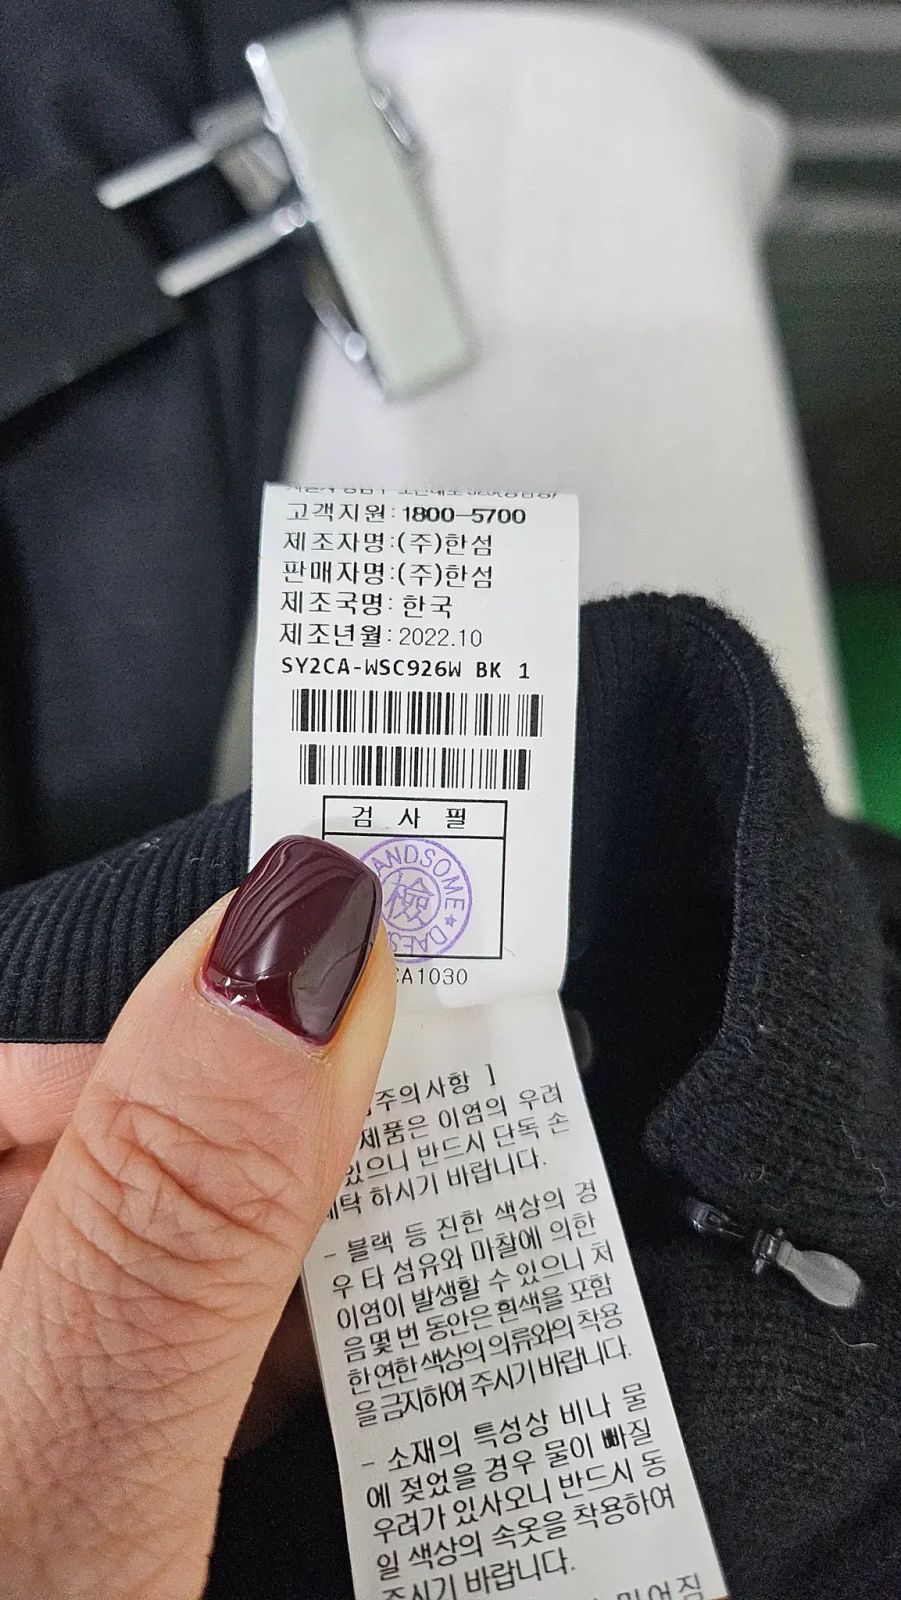 고객지원:1800-5700
제조자명:(주)한섬
판매자명:(주)한섬
제조국명: 한국
제조년월:2022.10
SY2CA-WSC926W BK 1
검 사 필
HANDSOME ★
檢
CA1030
주의사항 ]
제품은 이염의 우려
있으니 반드시 단독 손
세탁 하시기 바랍니다.
- 블랙 등 진한 색상의 경
우 타 섬유와 마찰에 의한
이염이 발생할 수 있으니 처
음 몇 번 동안은 흰색을 포함
한 연한 색상의 의류와의 착용
을 금지하여 주시기 바랍니다.
- 소재의 특성상 비나 물
에 젖었을 경우 물이 빠질
우려가 있사오니 반드시 동
일 색상의 속옷을 착용하여
주시기 바랍니다.